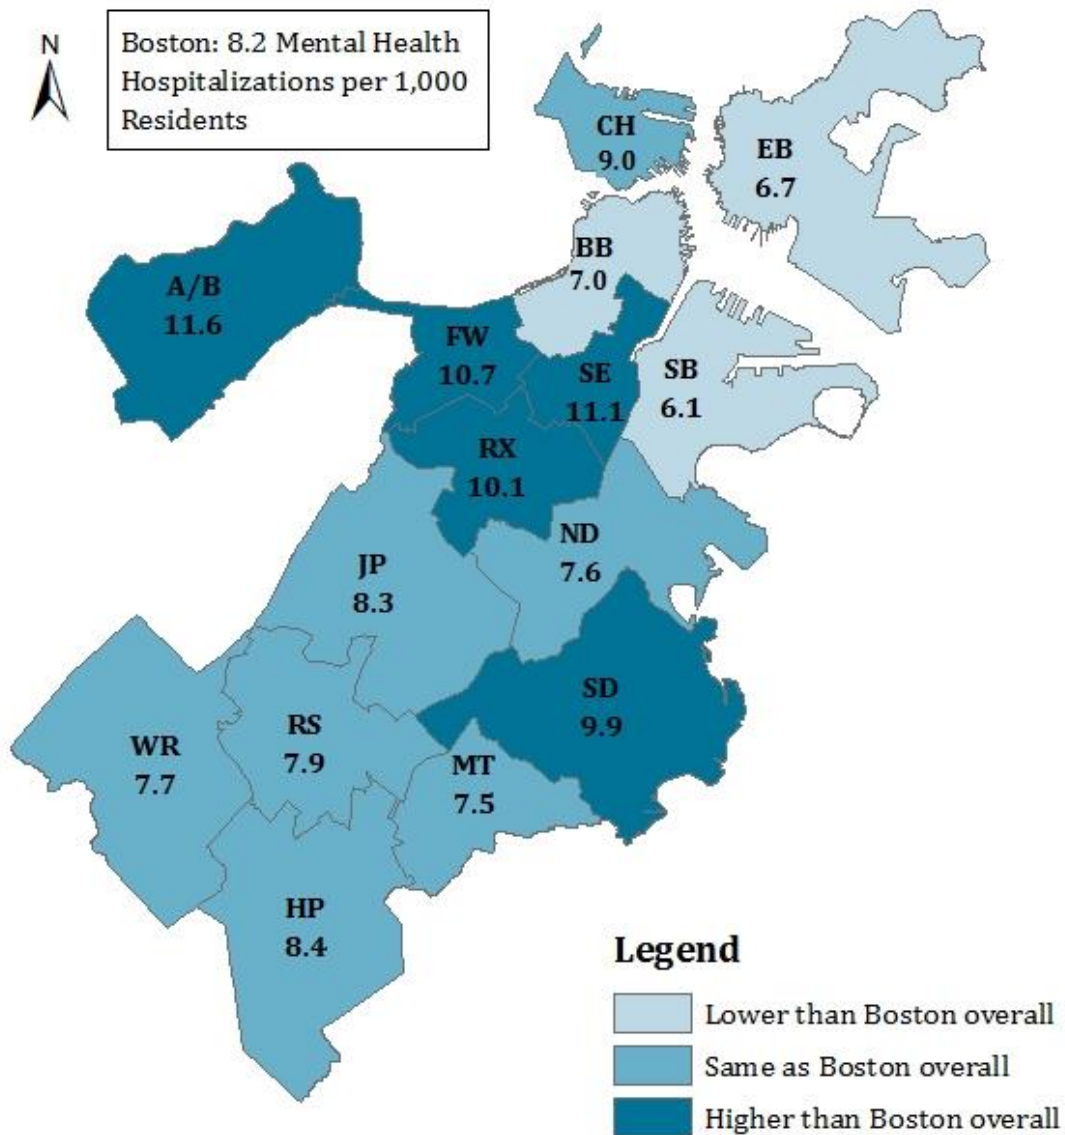 N
Boston: 8.2 Mental Health
Hospitalizations per 1,000
Residents
CH
9.0
EB
6.7
BB
7.0
A/B
11.6
FW
10.7
SE
11.1
SB
6.1
RX
10.1
ND
7.6
JP
8.3
SD
9.9
WR
7.7
RS
7.9
MT
7.5
HP
8.4
Legend
Lower than Boston overall
Same as Boston overall
Higher than Boston overall